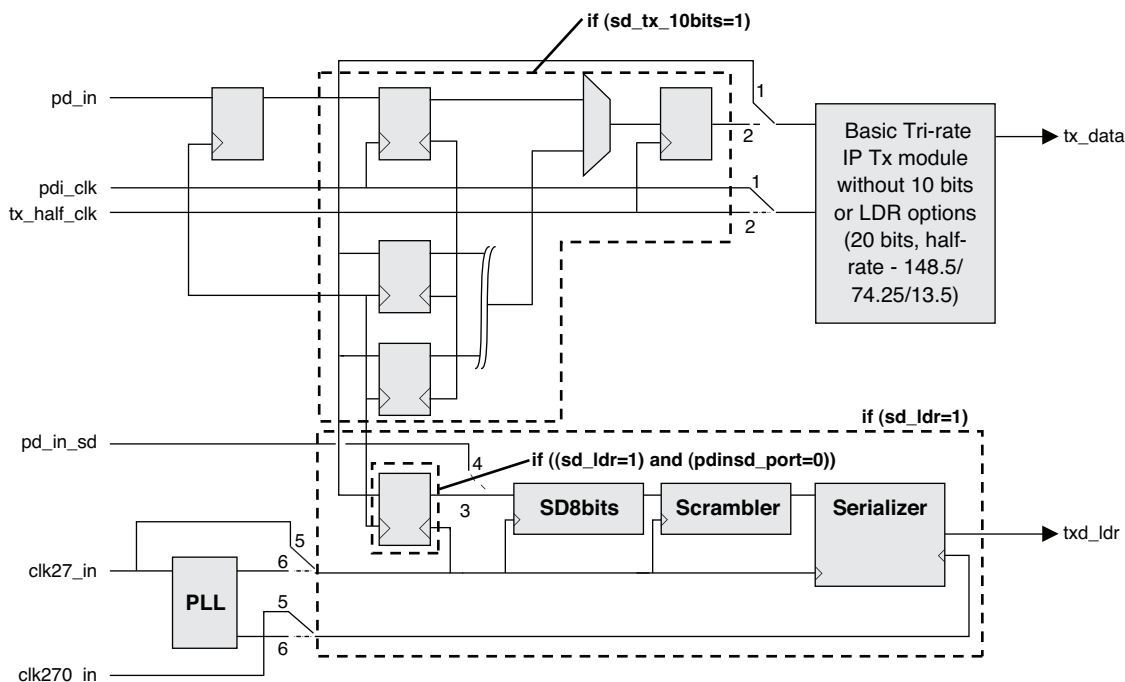 if (sd_tx_10bits=1)
pd_in
1
2
Basic Tri-rate
IP Tx module
without 10 bits
or LDR options
(20 bits, half-
rate - 148.5/
74.25/13.5)
tx_data
pdi_clk
1
tx_half_clk
2
if (sd_ldr=1)
pd_in_sd
4
if ((sd_ldr=1) and (pdinsd_port=0))
3
SD8bits
Scrambler
Serializer
txd_ldr
5
clk27_in
6
PLL
5
6
clk270_in